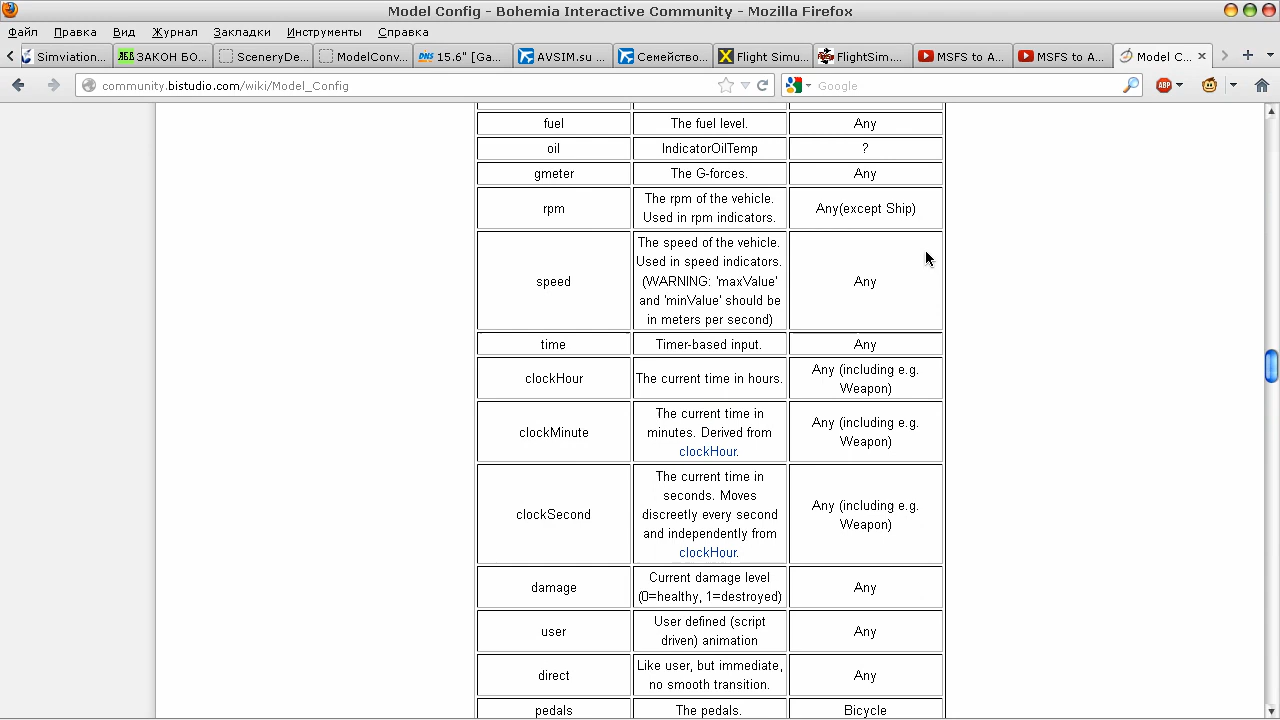 Model Config - Bohemia Interactive Community - Mozilla Firefox
Файл Правка Вид Журнал Закладки Инструменты Справка
Simviation... ЗАКОН ВО... SceneryDe... ModelConv... DNS 15.6" [Ga... AVSIM.su ... Семейство... Flight Simu... FlightSim.... MSFS to A... MSFS to A... Model C...
community.bistudio.com/wiki/Model_Config Google ABP
fuel The fuel level. Any
oil IndicatorOilTemp ?
gmeter The G-forces. Any
rpm The rpm of the vehicle. Used in rpm indicators. Any(except Ship)
speed The speed of the vehicle. Used in speed indicators. (WARNING: 'maxValue' and 'minValue' should be in meters per second) Any
time Timer-based input. Any
clockHour The current time in hours. Any (including e.g. Weapon)
clockMinute The current time in minutes. Derived from clockHour. Any (including e.g. Weapon)
clockSecond The current time in seconds. Moves discreetly every second and independently from clockHour. Any (including e.g. Weapon)
damage Current damage level (0=healthy, 1=destroyed) Any
user User defined (script driven) animation Any
direct Like user, but immediate, no smooth transition. Any
pedals The pedals. Bicycle